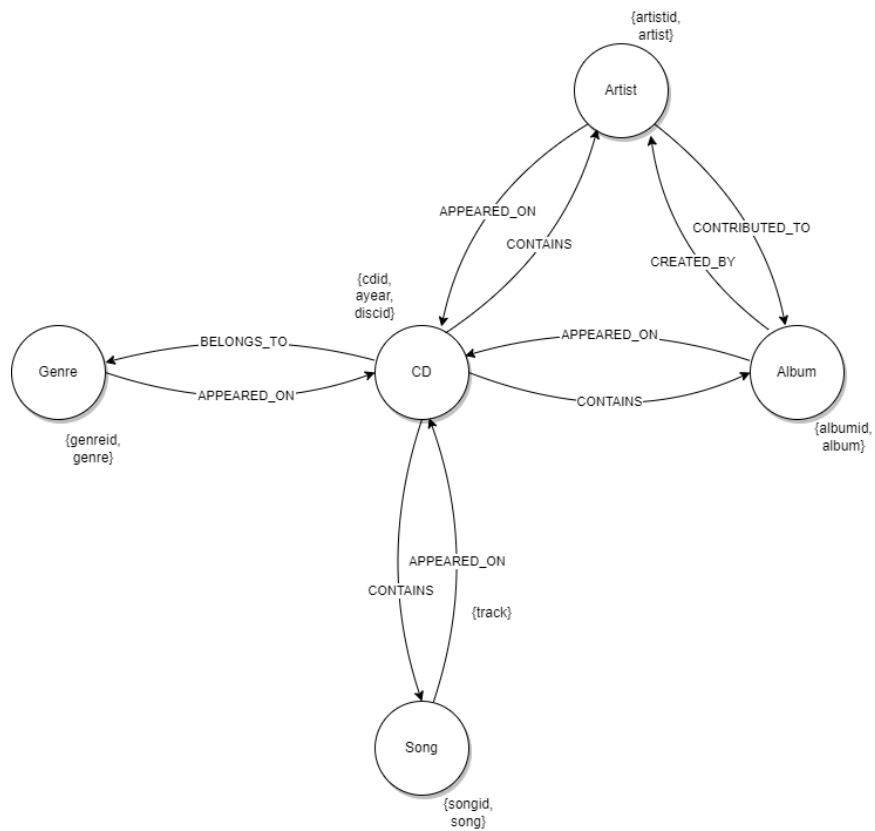 {artistid,
artist}
Artist
APPEARED_ON
CONTRIBUTED_TO
CONTAINS
CREATED_BY
{cdid,
ayear,
discid}
BELONGS_TO
APPEARED_ON
Genre
CD
Album
APPEARED_ON
CONTAINS
{genreid,
genre}
{albumid,
album}
APPEARED_ON
CONTAINS
{track}
Song
{songid,
song}